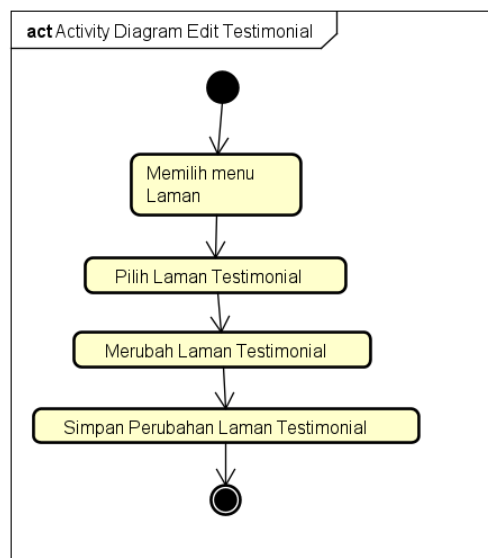 act Activity Diagram Edit Testimonial
Memilih menu
Laman
Pilih Laman Testimonial
Merubah Laman Testimonial
Simpan Perubahan Laman Testimonial